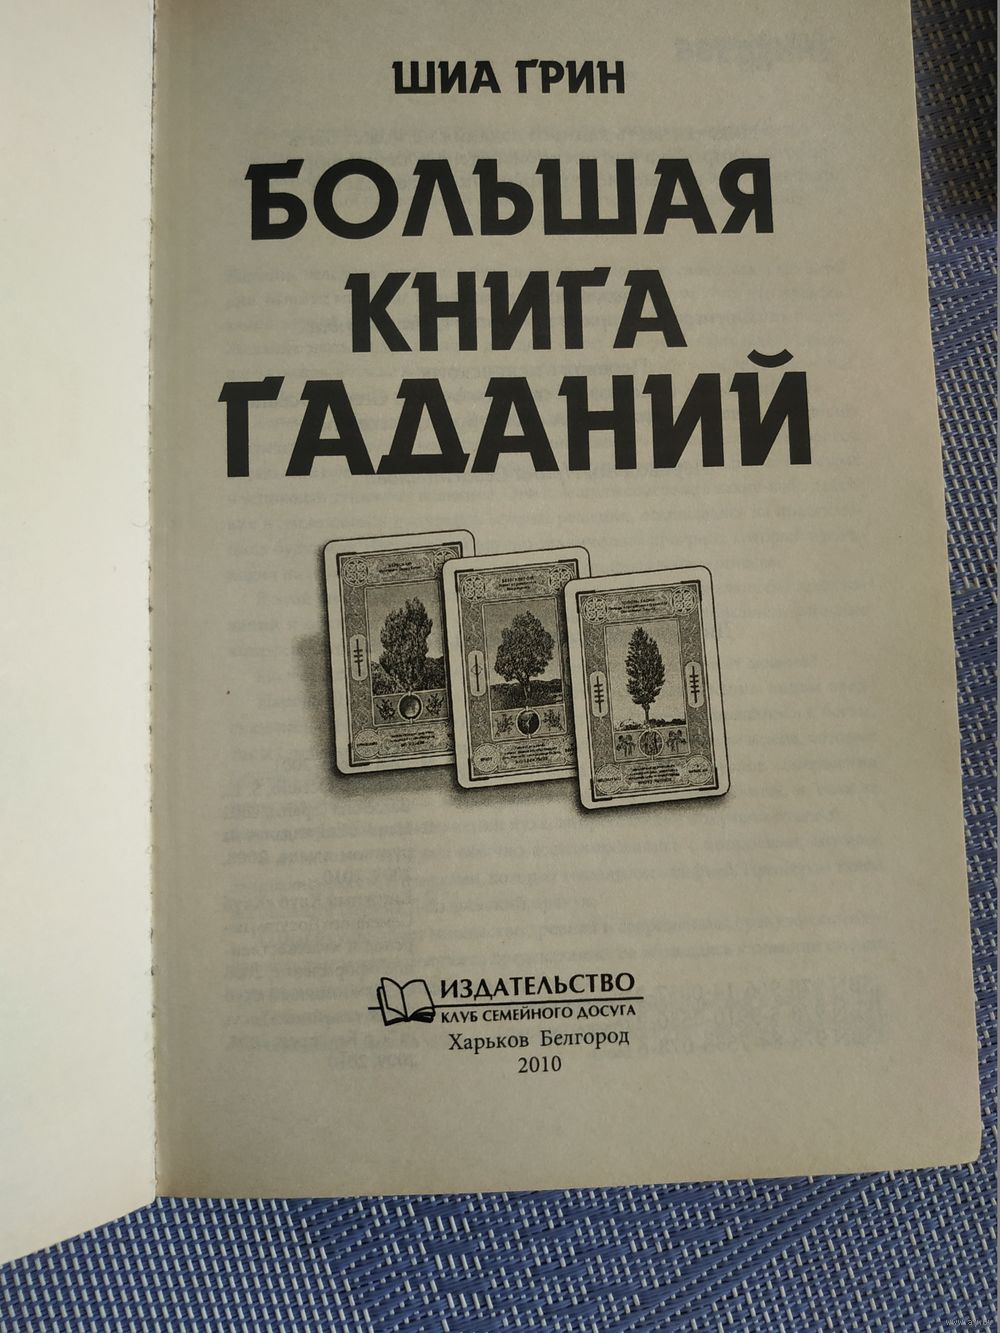 ШИА ГРИН
БОЛЬШАЯ
КНИГА
ГАДАНИЙ
ИЗДАТЕЛЬСТВО
КЛУБ СЕМЕЙНОГО ДОСУГА
Харьков Белгород
2010